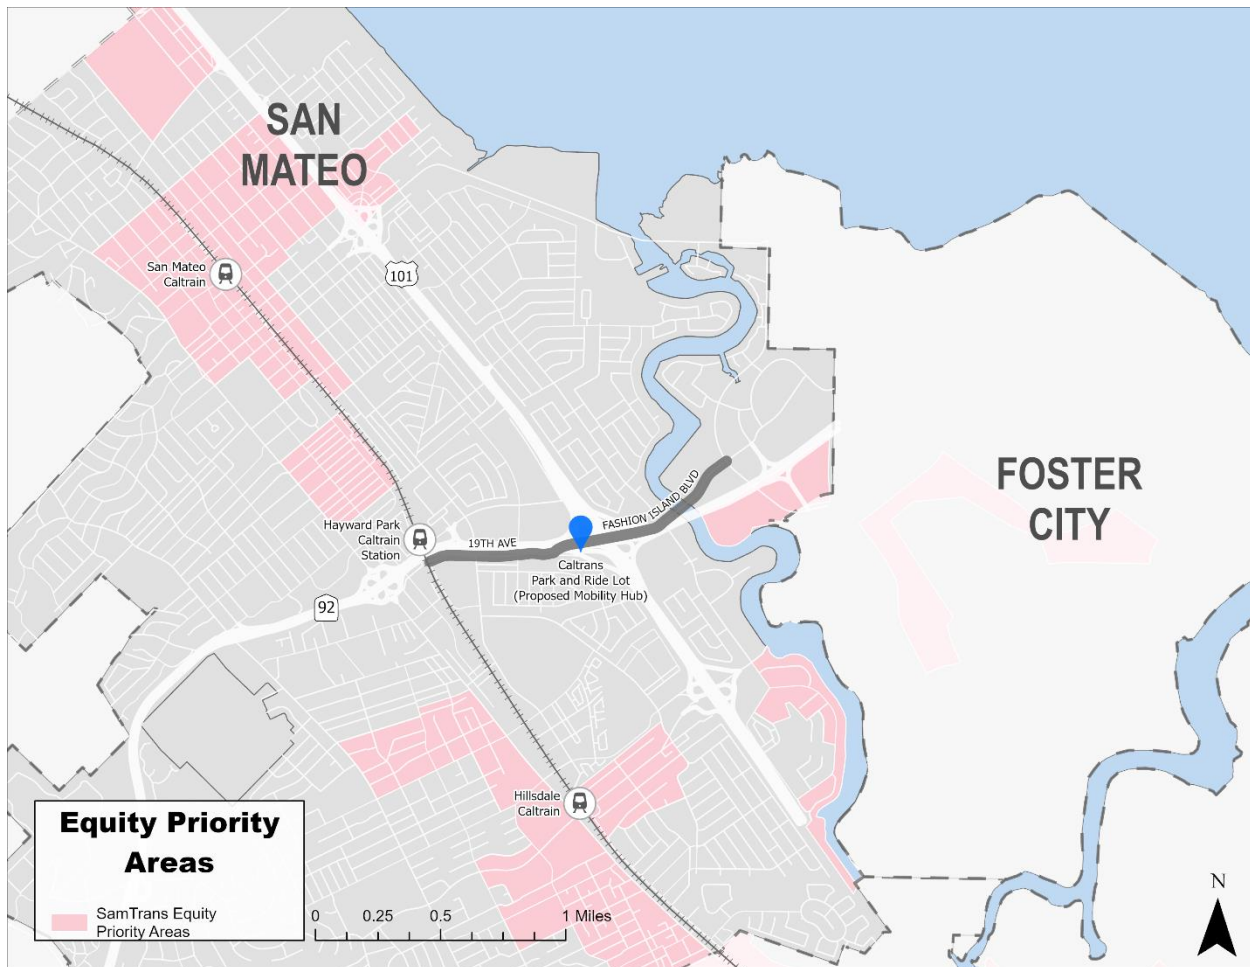 SAN
MATEO
San Mateo
Caltrain
101
FOSTER
CITY
FASHION ISLAND BLVD
Hayward Park
Caltrain
Station
19TH AVE
Caltrans
Park and Ride Lot
(Proposed Mobility Hub)
92
Hillsdale
Caltrain
Equity Priority
Areas
SamTrans Equity
Priority Areas
0 0.25 0.5 1 Miles
N